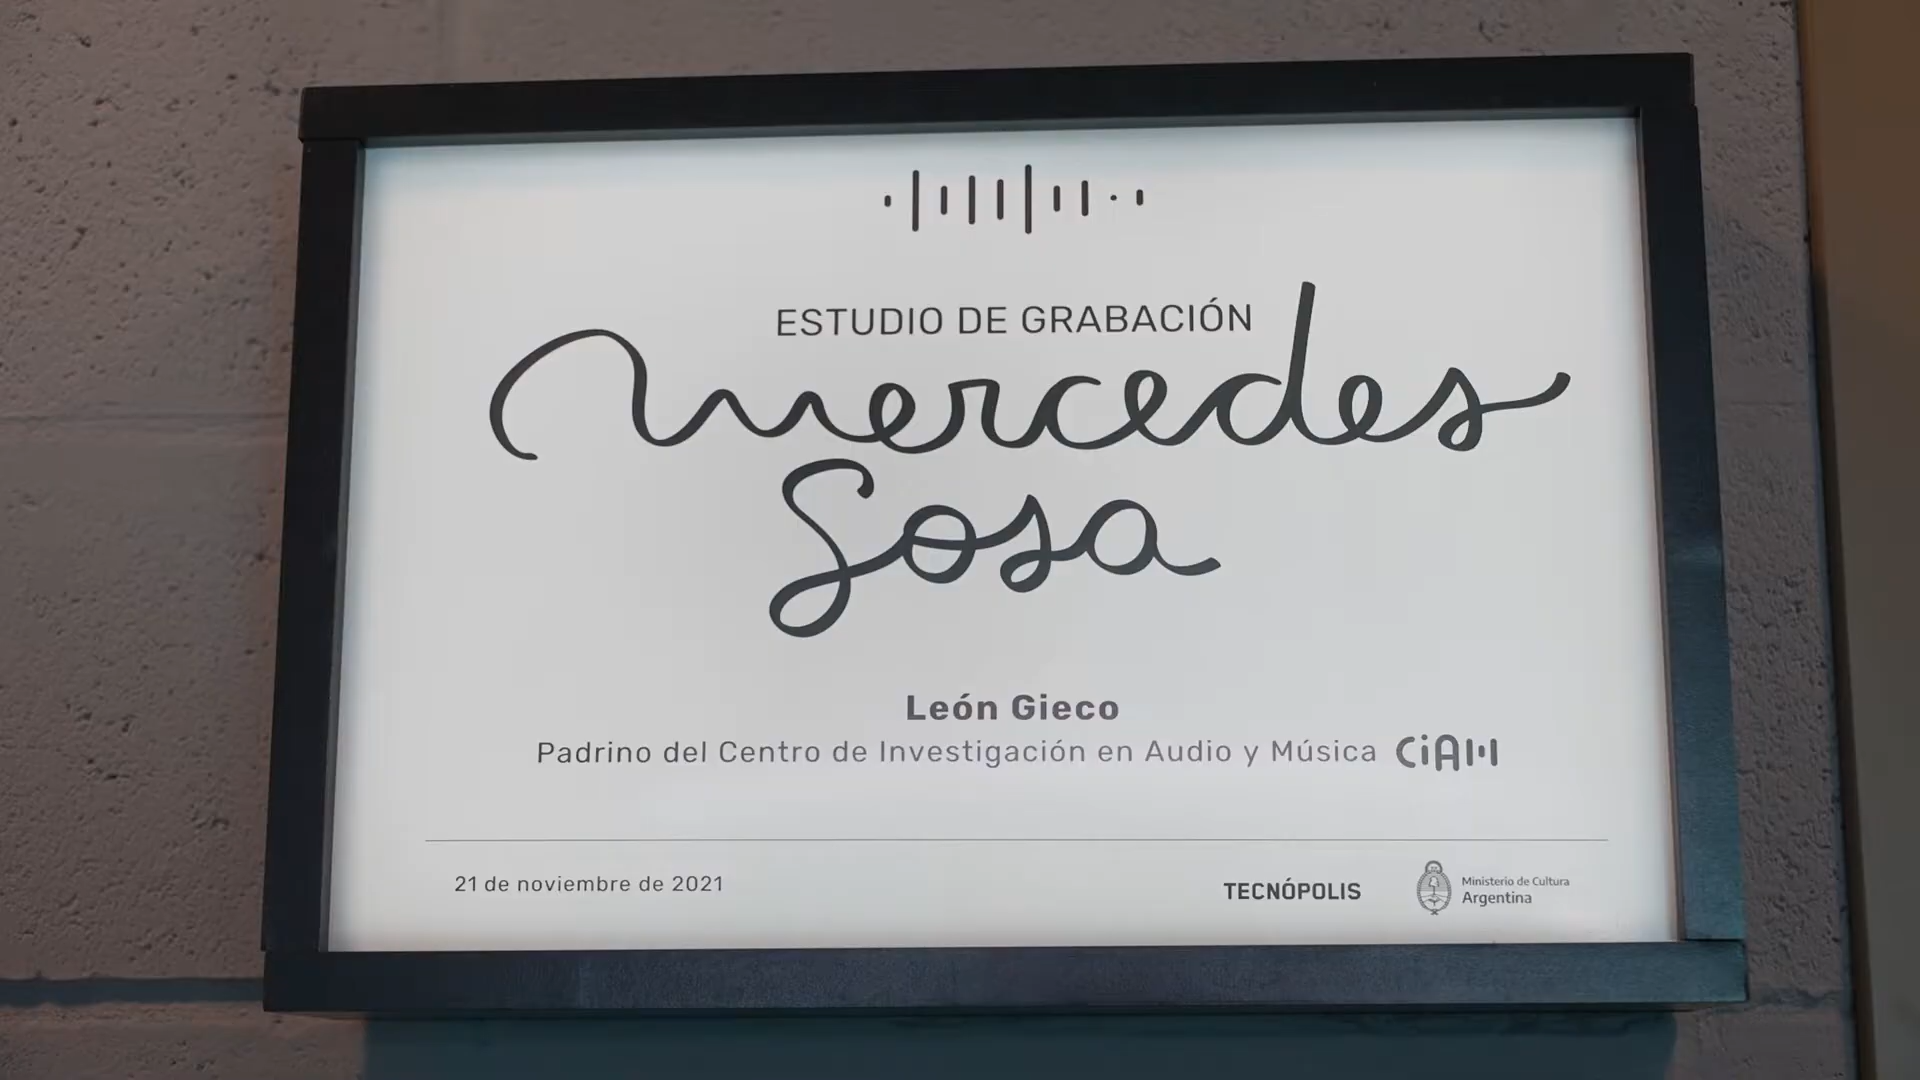 ESTUDIO DE GRABACIÓN
mercedes
Sosa
León Gieco
Padrino del Centro de Investigación en Audio y Música CiAM
21 de noviembre de 2021
TECNÓPOLIS
Ministerio de Cultura
Argentina